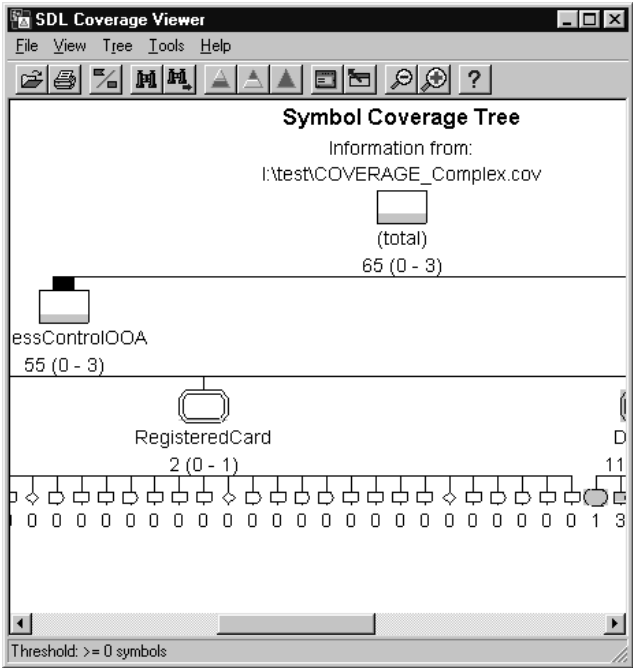 SDL Coverage Viewer
File View Tree Tools Help
?
Symbol Coverage Tree
Information from:
I:\test\COVERAGE_Complex.cov
(total)
65 (0 - 3)
essControlOOA
55 (0 - 3)
RegisteredCard
D
2 (0 - 1)
11
0 0 0 0 0 0 0 0 0 0 0 0 0 0 0 0 0 0 0 0 0 0 0 1 3
Threshold: >= 0 symbols